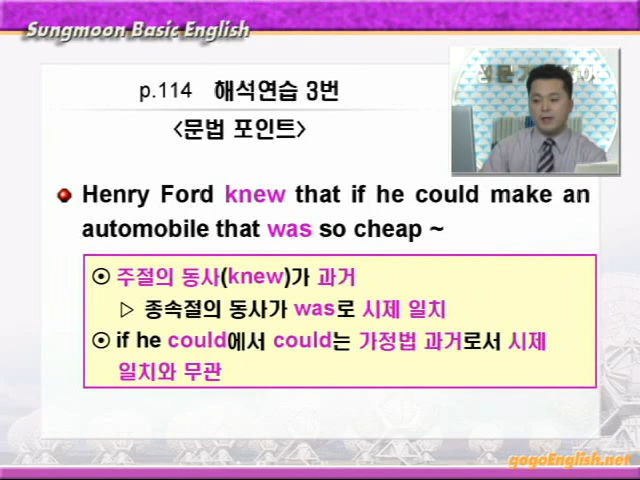 Sungmoon Basic English
p.114 해석연습 3번
<문법 포인트>
Henry Ford knew that if he could make an
automobile that was so cheap ~
⊙ 주절의 동사(knew)가 과거
▷ 종속절의 동사가 was로 시제 일치
⊙ if he could에서 could는 가정법 과거로서 시제
일치와 무관
gogoEnglish.net